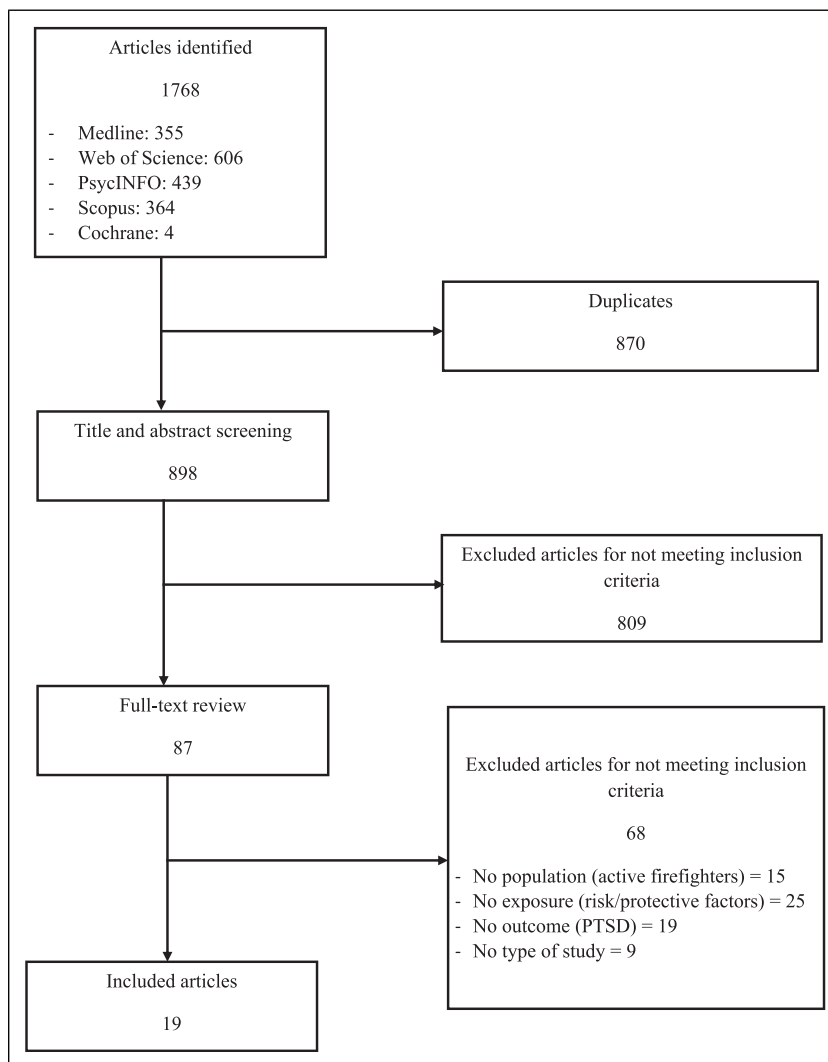 Articles identified
1768
- Medline: 355
- Web of Science: 606
- PsycINFO: 439
- Scopus: 364
- Cochrane: 4
Duplicates
870
Title and abstract screening
898
Excluded articles for not meeting inclusion
criteria
809
Full-text review
87
Excluded articles for not meeting inclusion
criteria
68
- No population (active firefighters) = 15
- No exposure (risk/protective factors) = 25
- No outcome (PTSD) = 19
- No type of study = 9
Included articles
19